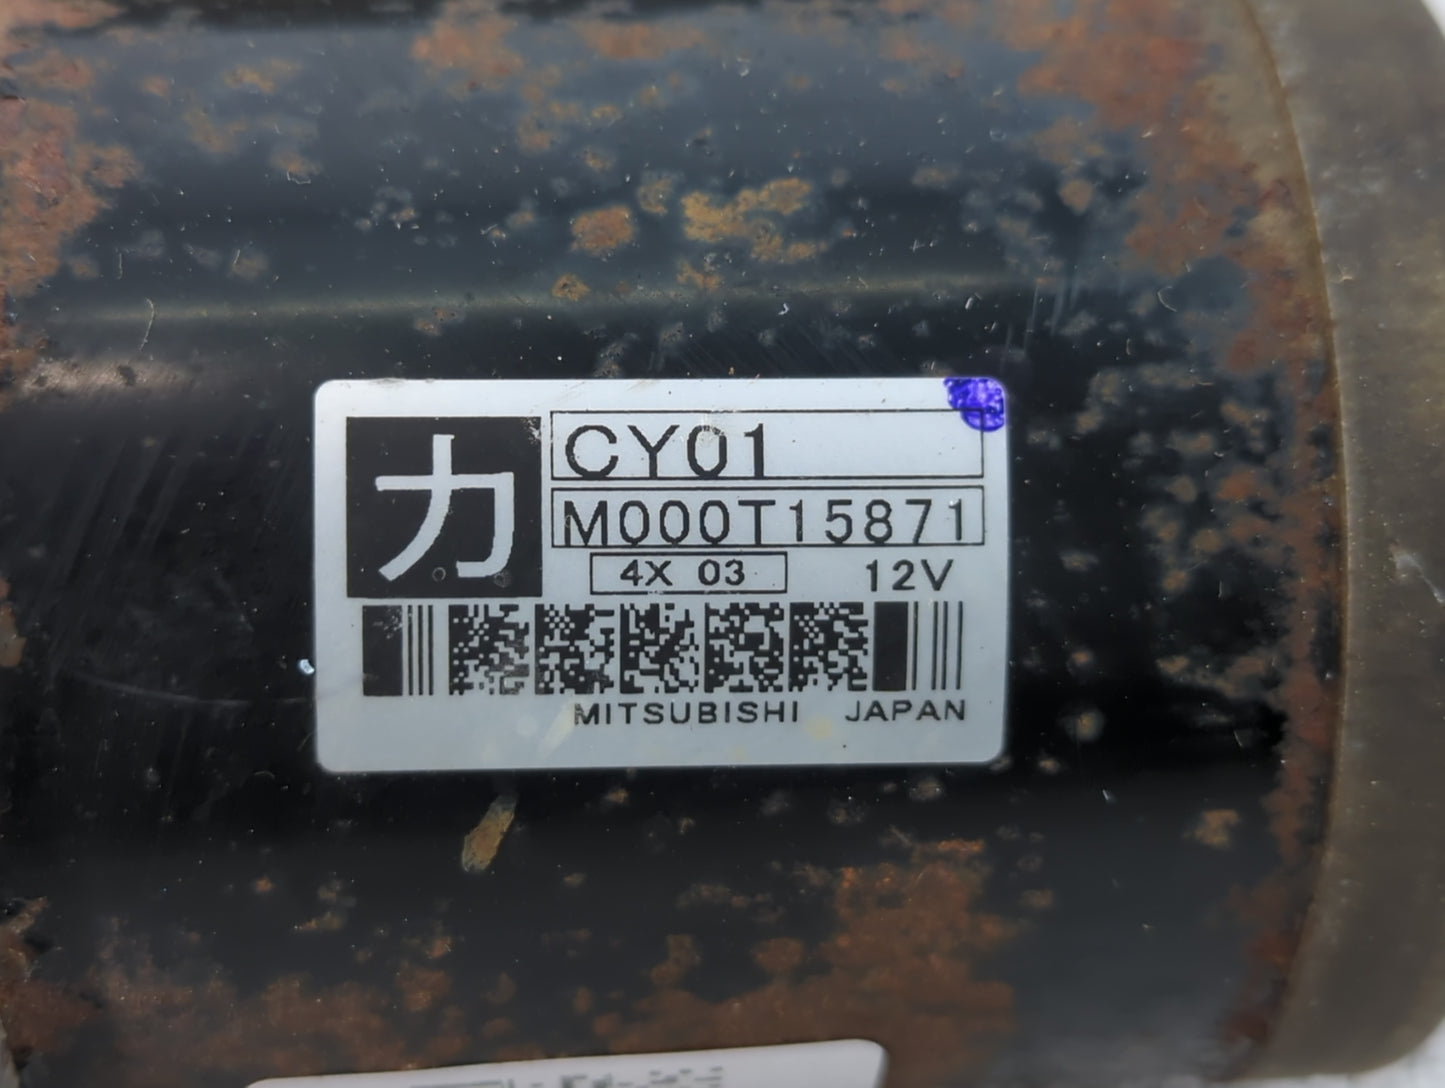 カ
CY01
M000T15871
4X 03 12V
MITSUBISHI JAPAN